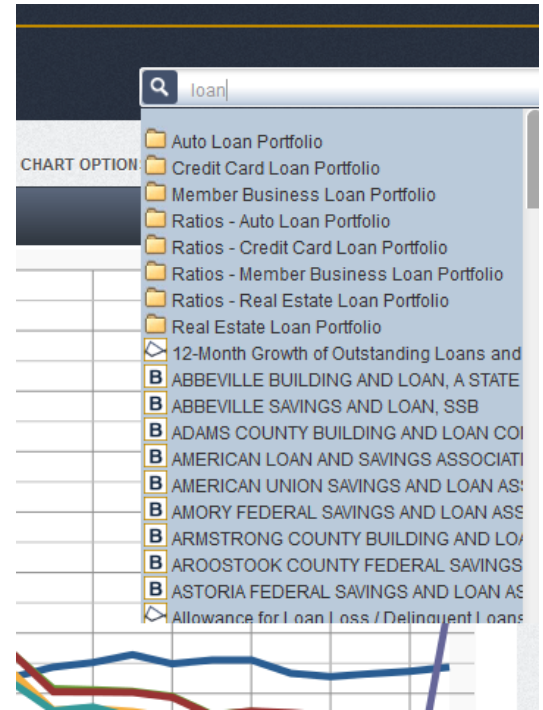 loan
CHART OPTION
Auto Loan Portfolio
Credit Card Loan Portfolio
Member Business Loan Portfolio
Ratios - Auto Loan Portfolio
Ratios - Credit Card Loan Portfolio
Ratios - Member Business Loan Portfolio
Ratios - Real Estate Loan Portfolio
Real Estate Loan Portfolio
12-Month Growth of Outstanding Loans and
B ABBEVILLE BUILDING AND LOAN, A STATE
B ABBEVILLE SAVINGS AND LOAN, SSB
B ADAMS COUNTY BUILDING AND LOAN
B AMERICAN LOAN AND SAVINGS
B AMERICAN UNION SAVINGS AND LOAN
B AMORY FEDERAL SAVINGS AND LOAN
B ARMSTRONG COUNTY BUILDING AND
B AROOSTOOK COUNTY FEDERAL SAVINGS
B ASTORIA FEDERAL SAVINGS AND LOAN
Allowance for Loan Loss / Delinquent Loans